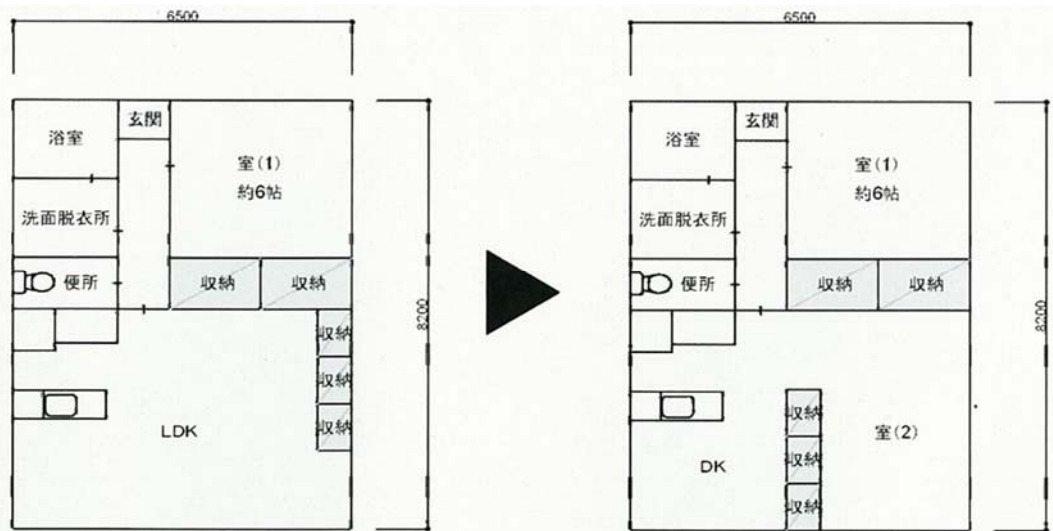 6500
浴室
玄関
室(1)
約6帖
洗面脱衣所
便所
収納
収納
収納
収納
収納
LDK
8200
6500
浴室
玄関
室(1)
約6帖
洗面脱衣所
便所
収納
収納
収納
収納
収納
DK
室(2)
8200